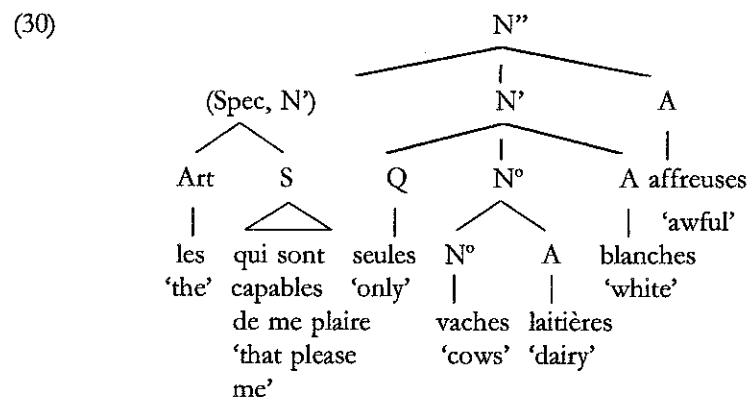 (30) N”
(Spec, N’) N’ A
Art S Q N° A affreuses
‘awful’
les qui sont seules N° A blanches
‘the’ capables ‘only’ ‘white’
de me plaire vaches laitières
‘that please ‘cows’ ‘dairy’
me’